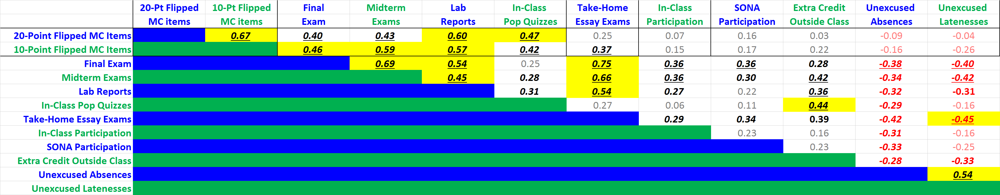 20-Pt Flipped 10-Pt Flipped Final Midterm Lab In-Class Take-Home In-Class SONA Extra Credit Unexcused Unexcused
MC items MC items Exam Exams Reports Pop Quizzes Essay Exams Participation Participation Outside Class Absences Latenesses
20-Point Flipped MC Items 0.67 0.40 0.43 0.60 0.47 0.25 0.07 0.16 0.03 -0.09 -0.04
10-Point Flipped MC Items 0.46 0.59 0.57 0.42 0.37 0.15 0.17 0.22 -0.16 -0.26
Final Exam 0.69 0.54 0.25 0.75 0.36 0.36 0.28 -0.38 -0.40
Midterm Exams 0.45 0.28 0.66 0.36 0.30 0.42 -0.34 -0.42
Lab Reports 0.31 0.54 0.27 0.22 0.36 -0.32 -0.31
In-Class Pop Quizzes 0.27 0.06 0.11 0.44 -0.29 -0.16
Take-Home Essay Exams 0.29 0.34 0.39 -0.42 -0.45
In-Class Participation 0.23 0.16 -0.31 -0.16
SONA Participation 0.23 -0.33 -0.25
Extra Credit Outside Class -0.28 -0.33
Unexcused Absences 0.54
Unexcused Latenesses